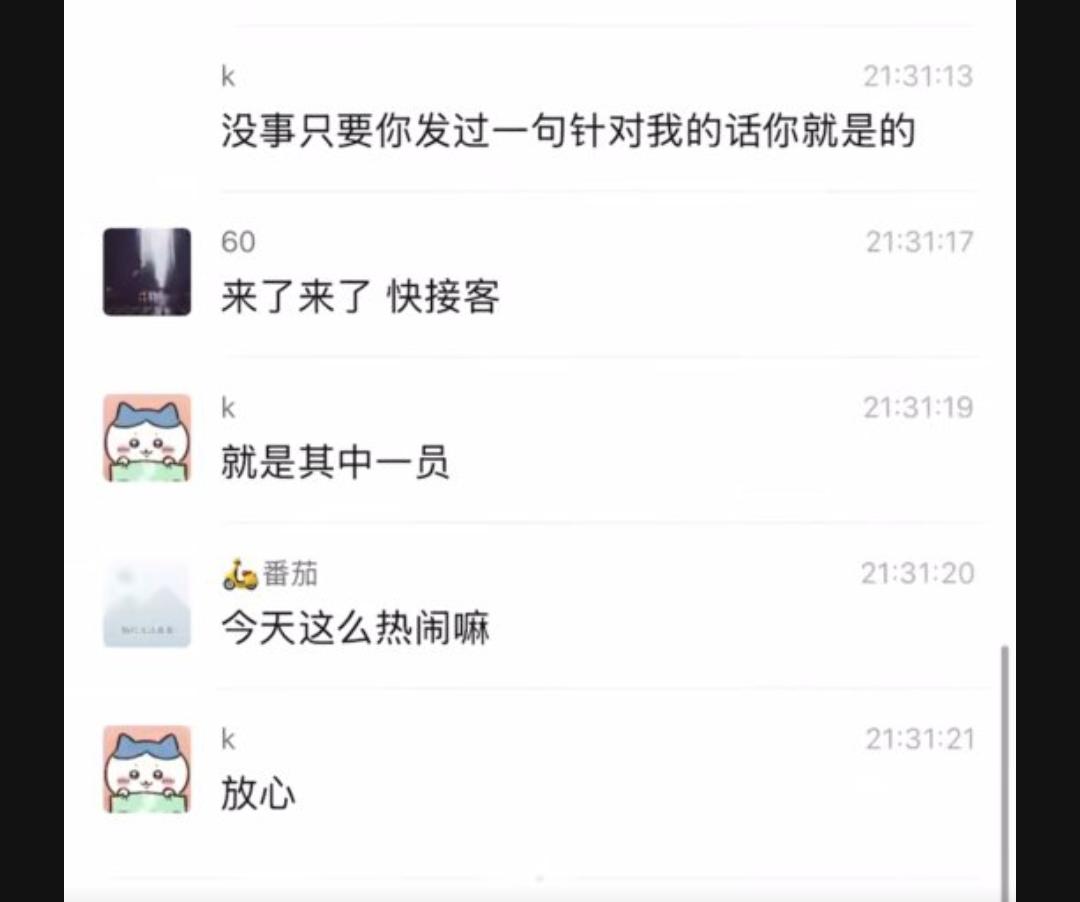 k
21:31:13
没事只要你发过一句针对我的话你就是的
60
21:31:17
来了来了 快接客
k
21:31:19
就是其中一员
🛵番茄
21:31:20
今天这么热闹嘛
k
21:31:21
放心